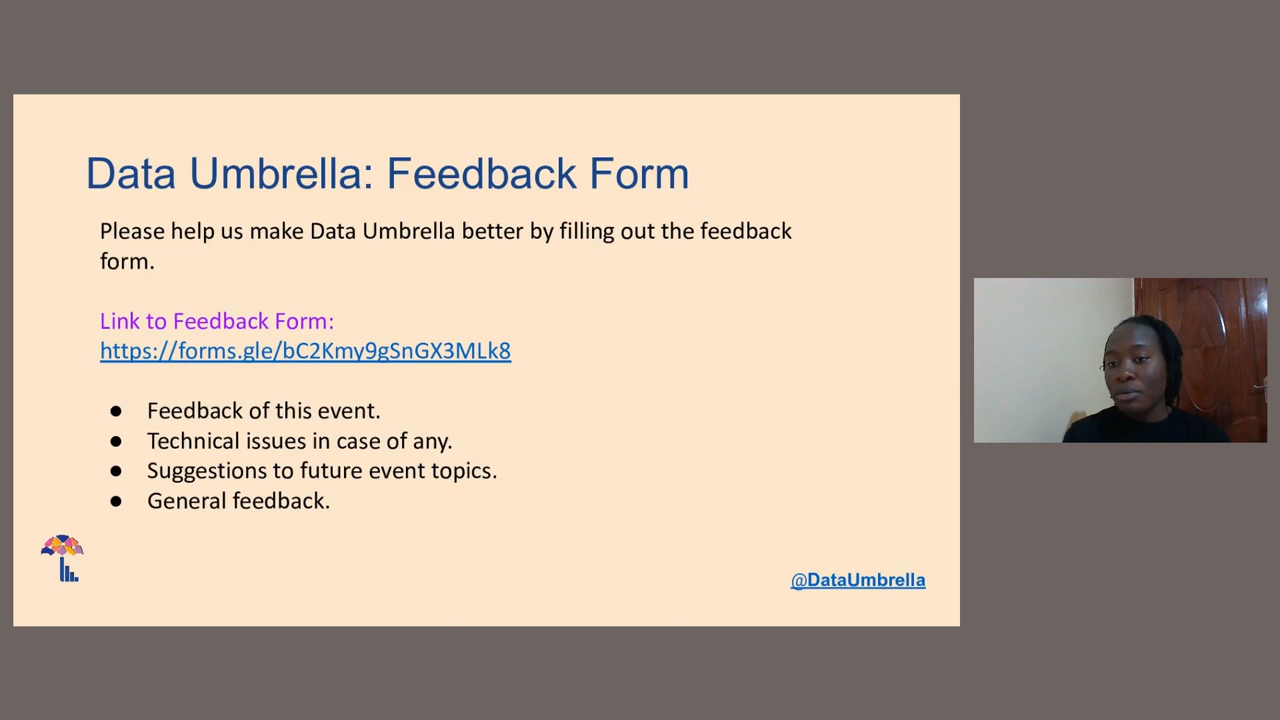 Data Umbrella: Feedback Form
Please help us make Data Umbrella better by filling out the feedback
form.
Link to Feedback Form:
https://forms.gle/bC2Kmy9gSnGX3MLk8
● Feedback of this event.
● Technical issues in case of any.
● Suggestions to future event topics.
● General feedback.
@DataUmbrella